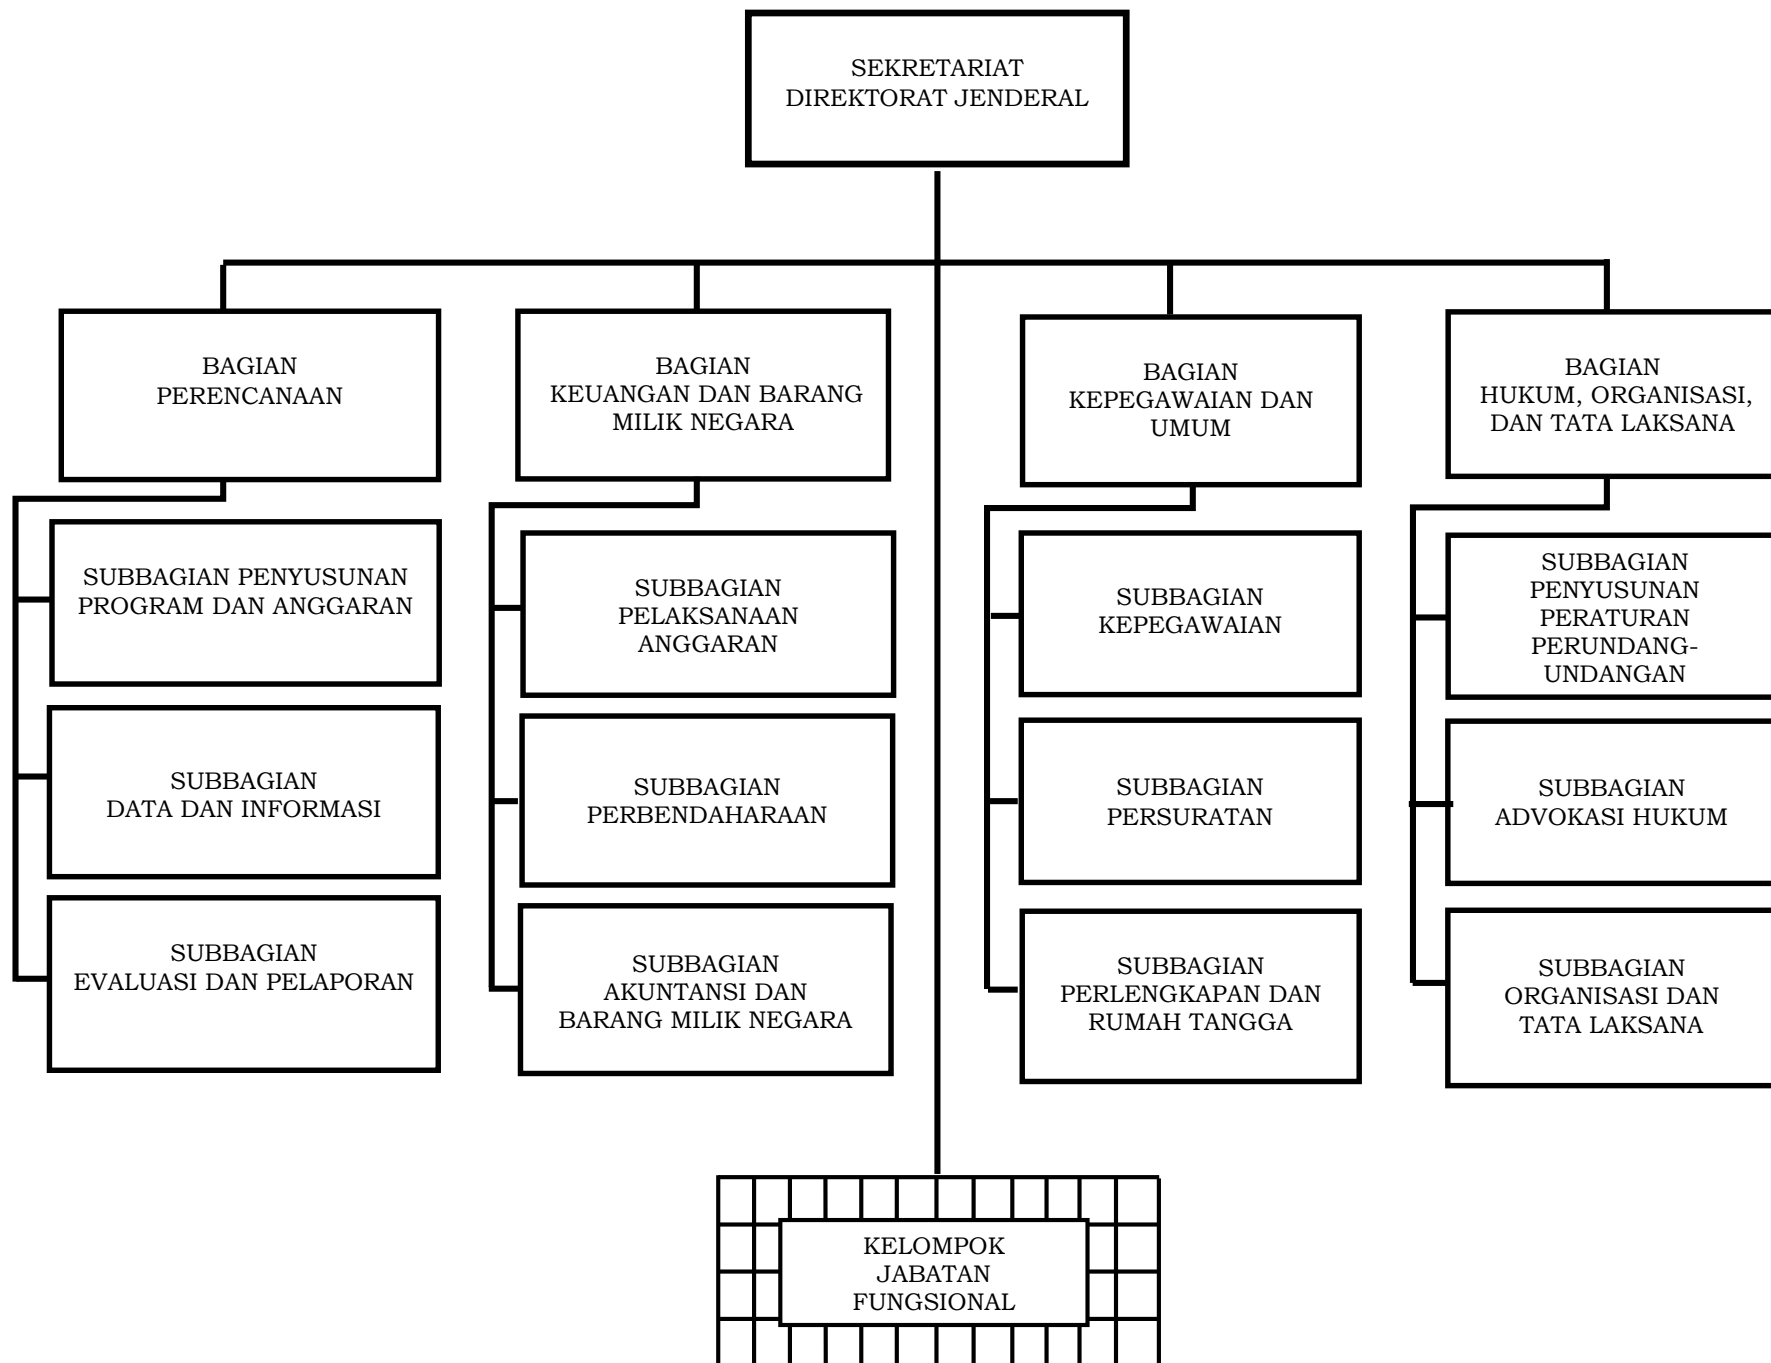 SEKRETARIAT
DIREKTORAT JENDERAL
BAGIAN
PERENCANAAN
BAGIAN
KEUANGAN DAN BARANG
MILIK NEGARA
BAGIAN
KEPEGAWAIAN DAN
UMUM
BAGIAN
HUKUM, ORGANISASI,
DAN TATA LAKSANA
SUBBAGIAN PENYUSUNAN
PROGRAM DAN ANGGARAN
SUBBAGIAN
PELAKSANAAN
ANGGARAN
SUBBAGIAN
KEPEGAWAIAN
SUBBAGIAN
PENYUSUNAN
PERATURAN
PERUNDANG-
UNDANGAN
SUBBAGIAN
DATA DAN INFORMASI
SUBBAGIAN
PERBENDAHARAAN
SUBBAGIAN
PERSURATAN
SUBBAGIAN
ADVOKASI HUKUM
SUBBAGIAN
EVALUASI DAN PELAPORAN
SUBBAGIAN
AKUNTANSI DAN
BARANG MILIK NEGARA
SUBBAGIAN
PERLENGKAPAN DAN
RUMAH TANGGA
SUBBAGIAN
ORGANISASI DAN
TATA LAKSANA
KELOMPOK
JABATAN
FUNGSIONAL